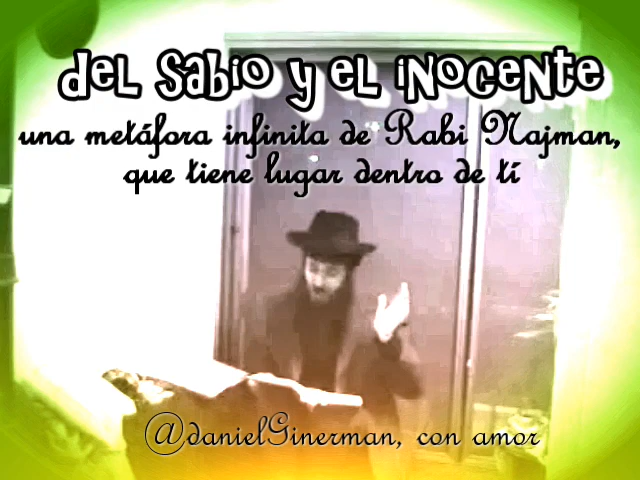 del sabio y el inocente
una metáfora infinita de Rabi Najman,
que tiene lugar dentro de tí
@danielGinerman, con amor